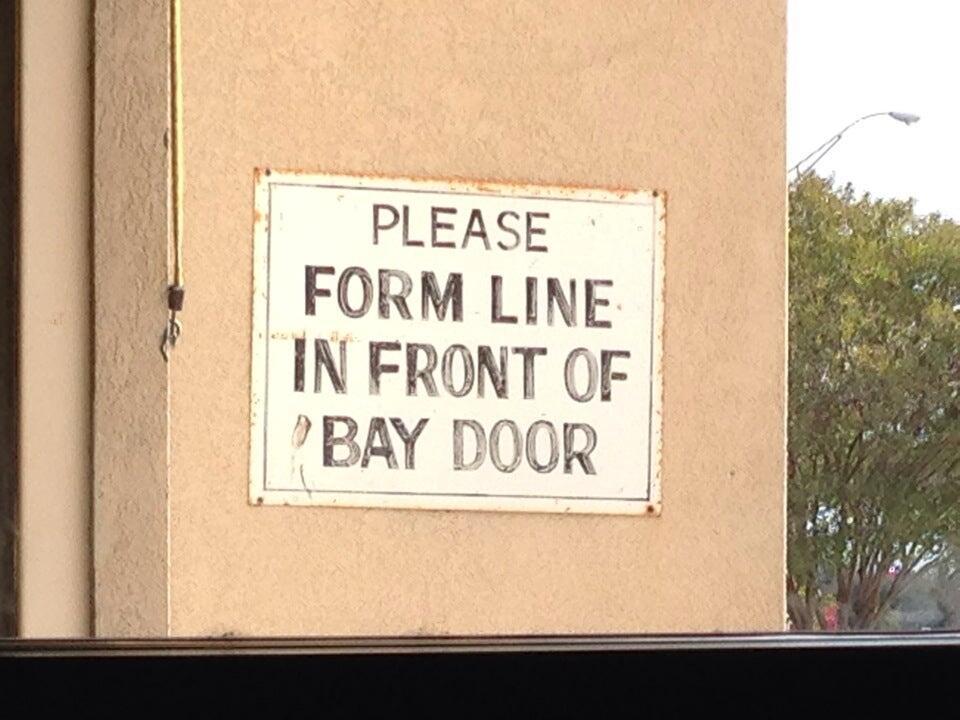 PLEASE
FORM LINE
IN FRONT OF
BAY DOOR